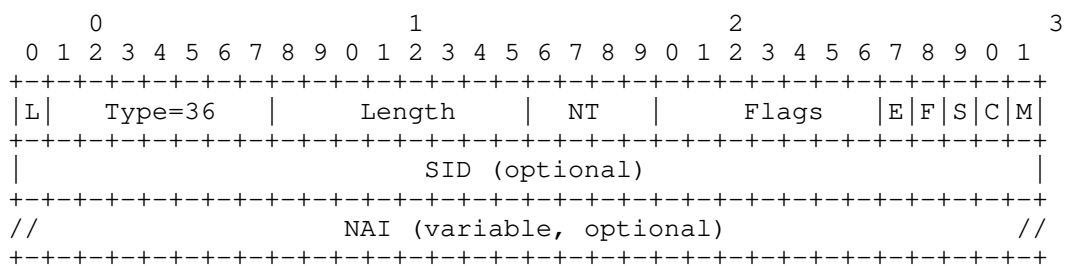 0                   1                   2                   3
 0 1 2 3 4 5 6 7 8 9 0 1 2 3 4 5 6 7 8 9 0 1 2 3 4 5 6 7 8 9 0 1
+-+-+-+-+-+-+-+-+-+-+-+-+-+-+-+-+-+-+-+-+-+-+-+-+-+-+-+-+-+-+-+-+
|L|   Type=36   |     Length    |  NT   |     Flags     |E|F|S|C|M|
+-+-+-+-+-+-+-+-+-+-+-+-+-+-+-+-+-+-+-+-+-+-+-+-+-+-+-+-+-+-+-+-+
|                         SID (optional)                        |
+-+-+-+-+-+-+-+-+-+-+-+-+-+-+-+-+-+-+-+-+-+-+-+-+-+-+-+-+-+-+-+-+
//                   NAI (variable, optional)                  //
+-+-+-+-+-+-+-+-+-+-+-+-+-+-+-+-+-+-+-+-+-+-+-+-+-+-+-+-+-+-+-+-+